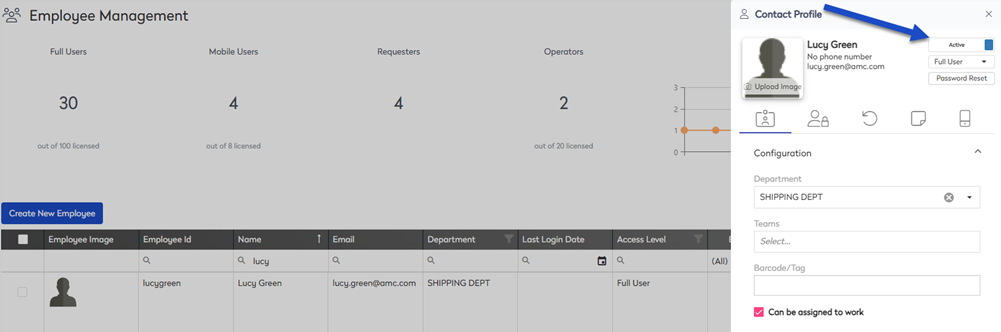 Employee Management
Full Users
Mobile Users
Requesters
Operators
30
4
4
2
out of 100 licensed
out of 8 licensed
out of 20 licensed
3
2
1
0
Create New Employee
Employee Image
Employee Id
Name
Email
Department
Last Login Date
Access Level
lucy
(All)
lucygreen
Lucy Green
lucy.green@amc.com
SHIPPING DEPT
Full User
Contact Profile
Upload Image
Lucy Green
No phone number
lucy.green@amc.com
Active
Full User
Password Reset
Configuration
Department
SHIPPING DEPT
Teams
Select...
Barcode/Tag
Can be assigned to work